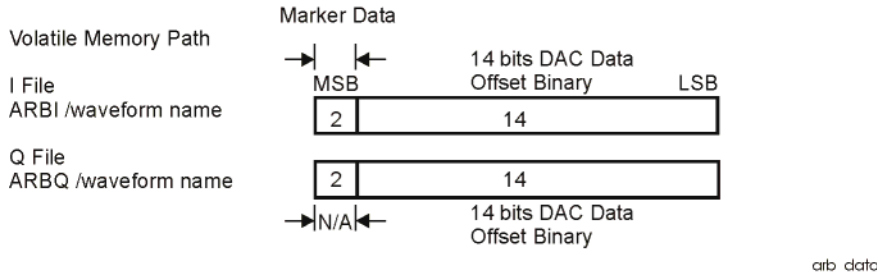 Marker Data
Volatile Memory Path
14 bits DAC Data
I File
MSB
Offset Binary
LSB
ARBI /waveform name
2
14
Q File
ARBQ /waveform name
2
14
N/A
14 bits DAC Data
Offset Binary
arb data